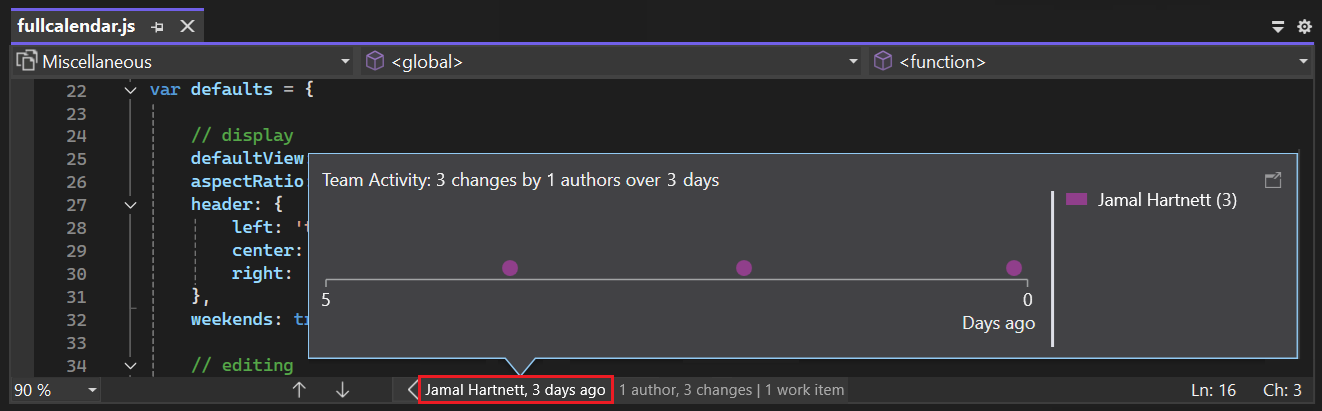 fullcalendar.js
Miscellaneous <global> <function>
22 var defaults = {
23
24 // display
25 defaultView
26 aspectRatio
27 header: {
28 left: '
29 center:
30 right:
31 },
32 weekends: tr
33
34 // editing
Team Activity: 3 changes by 1 authors over 3 days
Jamal Hartnett (3)
5 0
Days ago
90 % Jamal Hartnett, 3 days ago 1 author, 3 changes | 1 work item Ln: 16 Ch: 3